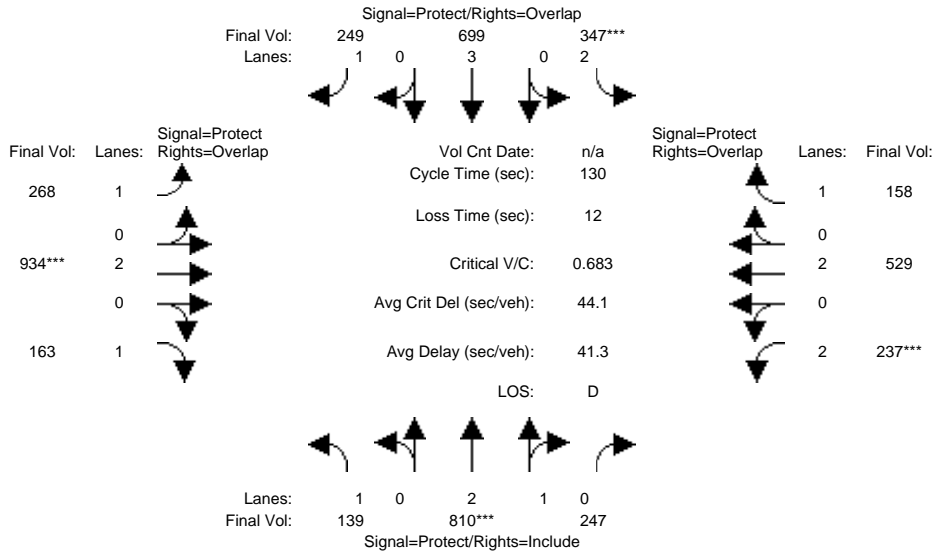 Signal=Protect/Rights=Overlap
Final Vol: 249 699 347***
Lanes: 1 0 3 0 2
Signal=Protect Signal=Protect
Final Vol: Lanes: Rights=Overlap Vol Cnt Date: n/a Rights=Overlap Lanes: Final Vol:
Cycle Time (sec): 130
268 1 1 158
Loss Time (sec): 12
0 0
934*** 2 Critical V/C: 0.683 2 529
0 Avg Crit Del (sec/veh): 44.1 0
163 1 Avg Delay (sec/veh): 41.3 2 237***
LOS: D
Lanes: 1 0 2 1 0
Final Vol: 139 810*** 247
Signal=Protect/Rights=Include